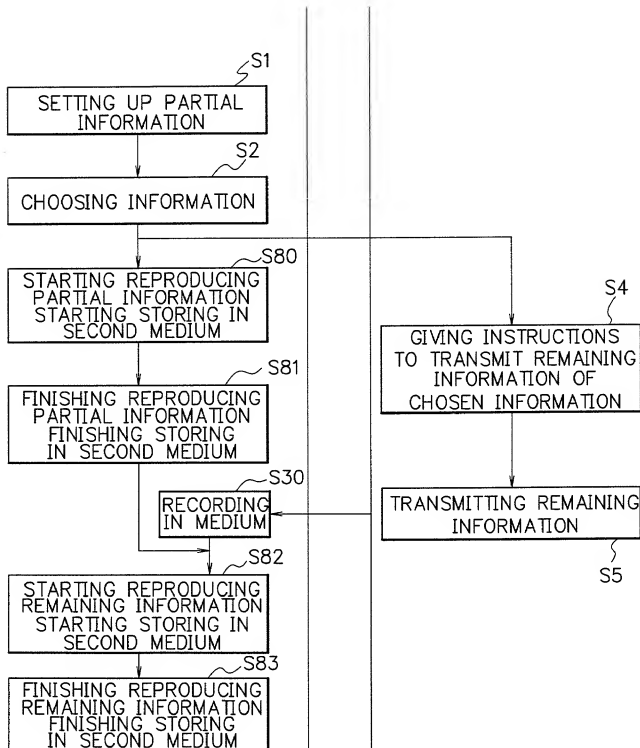 S1
SETTING UP PARTIAL
INFORMATION
S2
CHOOSING INFORMATION
S80
STARTING REPRODUCING
PARTIAL INFORMATION
STARTING STORING IN
SECOND MEDIUM
S4
GIVING INSTRUCTIONS
TO TRANSMIT REMAINING
INFORMATION OF
CHOSEN INFORMATION
S81
FINISHING REPRODUCING
PARTIAL INFORMATION
FINISHING STORING
IN SECOND MEDIUM
S30
RECORDING
IN MEDIUM
TRANSMITTING REMAINING
INFORMATION
S5
S82
STARTING REPRODUCING
REMAINING INFORMATION
STARTING STORING IN
SECOND MEDIUM
S83
FINISHING REPRODUCING
REMAINING INFORMATION
FINISHING STORING
IN SECOND MEDIUM